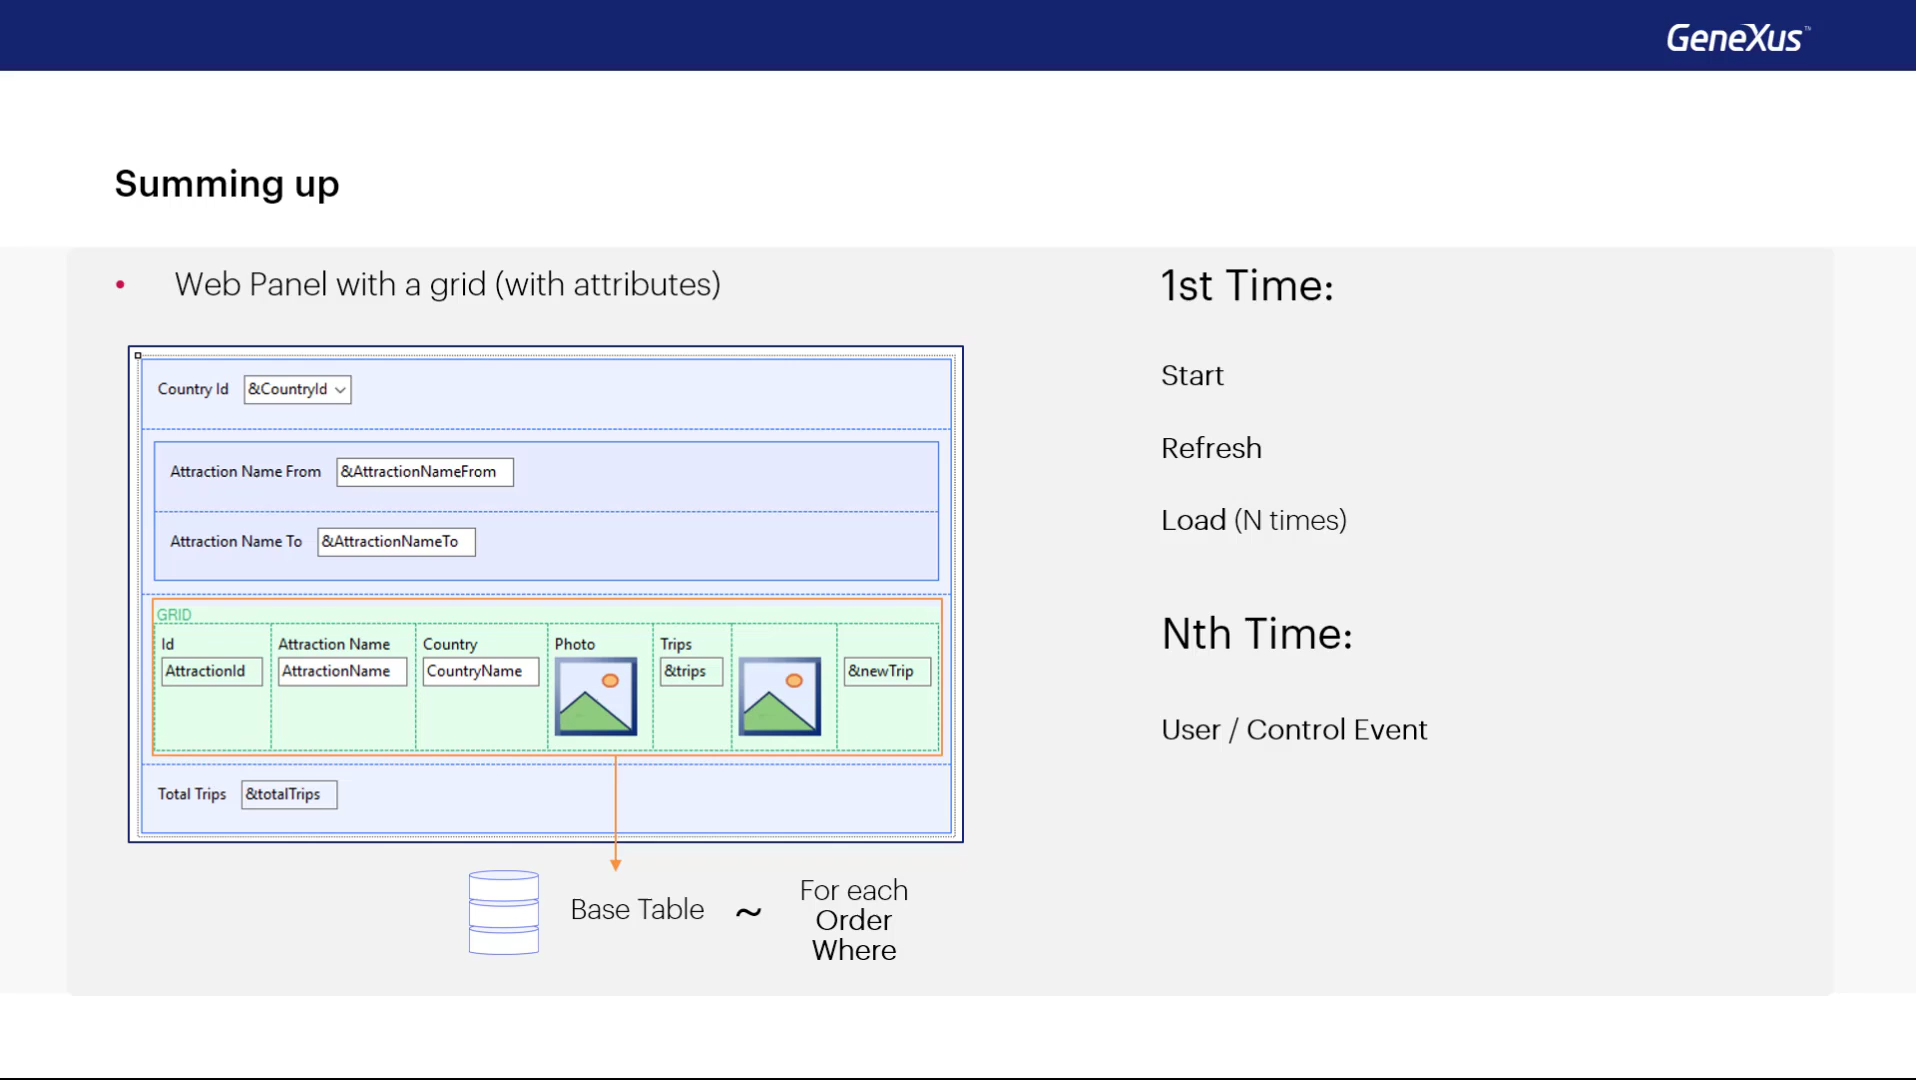 GeneXus™
Summing up
• Web Panel with a grid (with attributes)
Country Id &CountryId
Attraction Name From &AttractionNameFrom
Attraction Name To &AttractionNameTo
GRID
Id Attraction Name Country Photo Trips
AttractionId AttractionName CountryName &trips &newTrip
Total Trips &totalTrips
Base Table ~ For each
Order
Where
1st Time:
Start
Refresh
Load (N times)
Nth Time:
User / Control Event